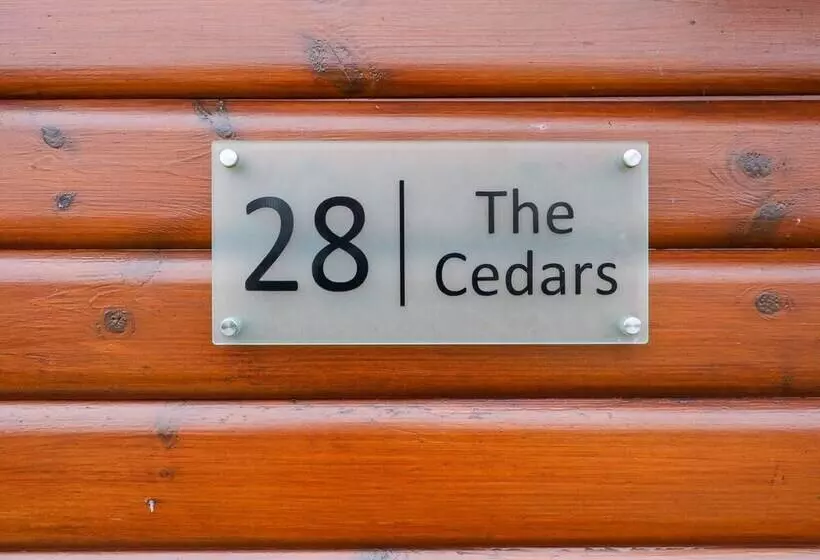 28 | The
Cedars